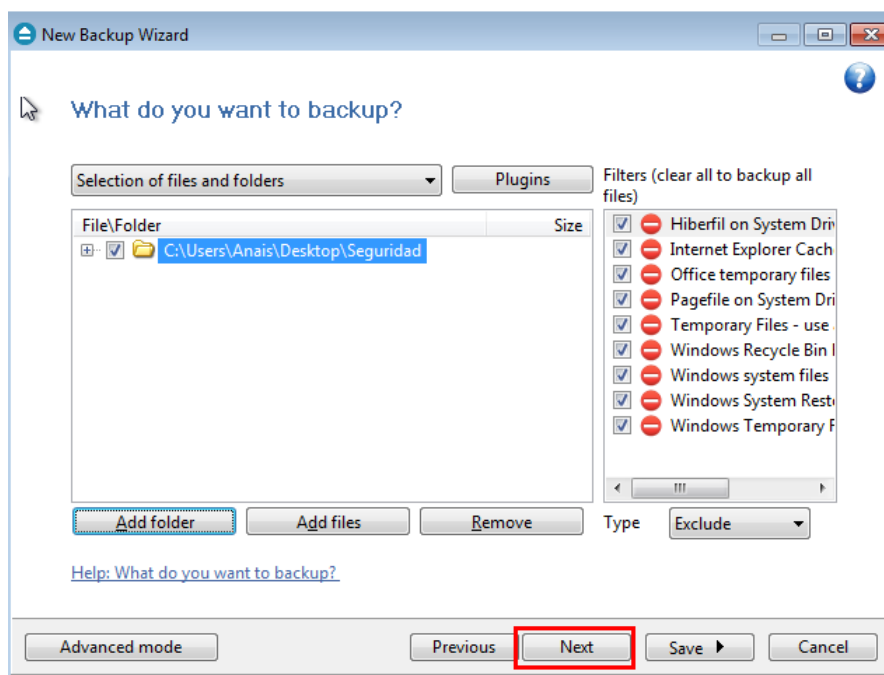 New Backup Wizard
What do you want to backup?
Selection of files and folders
Plugins
Filters (clear all to backup all
files)
File\Folder
Size
C:\Users\Anais\Desktop\Seguridad
Hiberfil on System Driv
Internet Explorer Cach
Office temporary files
Pagefile on System Dri
Temporary Files - use
Windows Recycle Bin
Windows system files
Windows System Rest
Windows Temporary F
Add folder
Add files
Remove
Type
Exclude
Help: What do you want to backup?
Advanced mode
Previous
Next
Save
Cancel